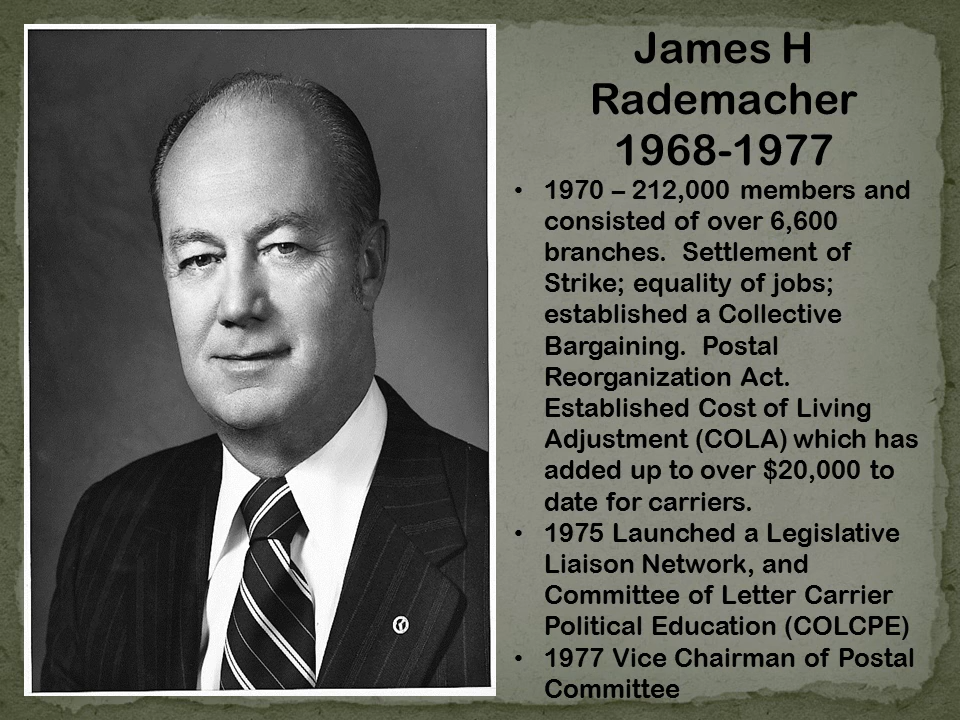 James H
Rademacher
1968-1977
• 1970 – 212,000 members and
consisted of over 6,600
branches.  Settlement of
Strike; equality of jobs;
established a Collective
Bargaining.  Postal
Reorganization Act.
Established Cost of Living
Adjustment (COLA) which has
added up to over $20,000 to
date for carriers.
• 1975 Launched a Legislative
Liaison Network, and
Committee of Letter Carrier
Political Education (COLCPE)
• 1977 Vice Chairman of Postal
Committee